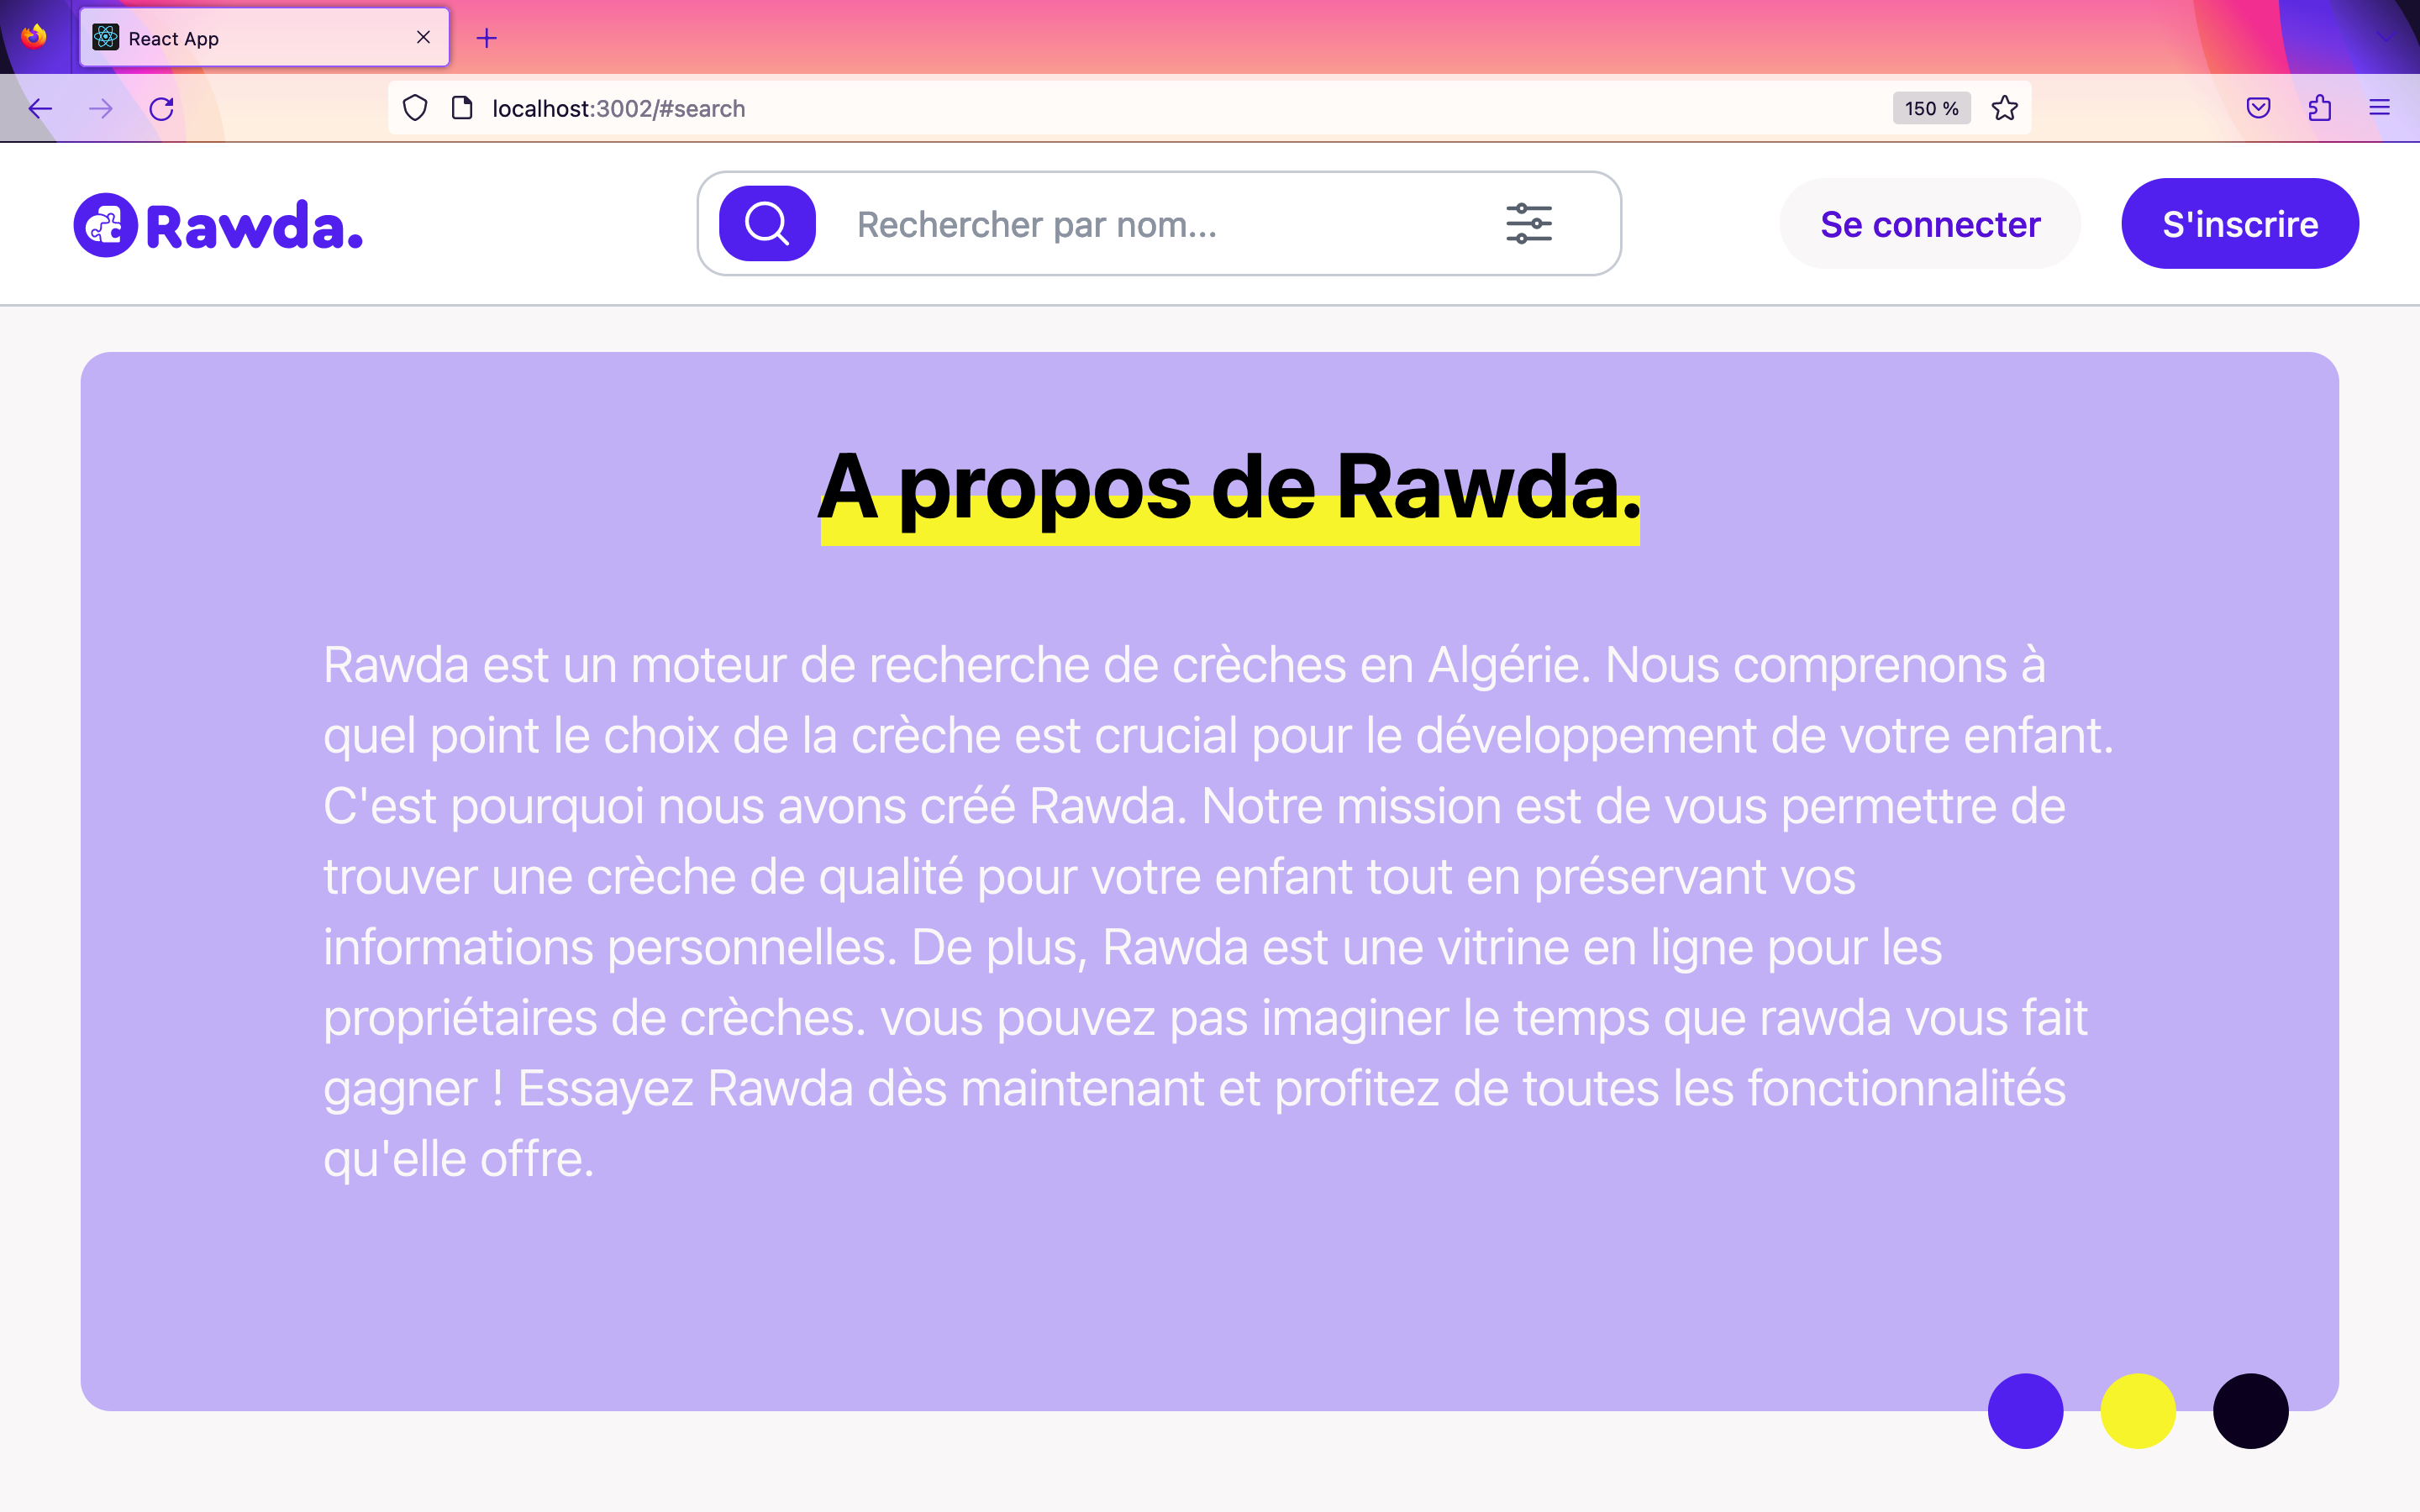 React App
localhost:3002/#search
150 %
Rawda.
Rechercher par nom...
Se connecter
S'inscrire
A propos de Rawda.
Rawda est un moteur de recherche de crèches en Algérie. Nous comprenons à
quel point le choix de la crèche est crucial pour le développement de votre enfant.
C'est pourquoi nous avons créé Rawda. Notre mission est de vous permettre de
trouver une crèche de qualité pour votre enfant tout en préservant vos
informations personnelles. De plus, Rawda est une vitrine en ligne pour les
propriétaires de crèches. vous pouvez pas imaginer le temps que rawda vous fait
gagner ! Essayez Rawda dès maintenant et profitez de toutes les fonctionnalités
qu'elle offre.